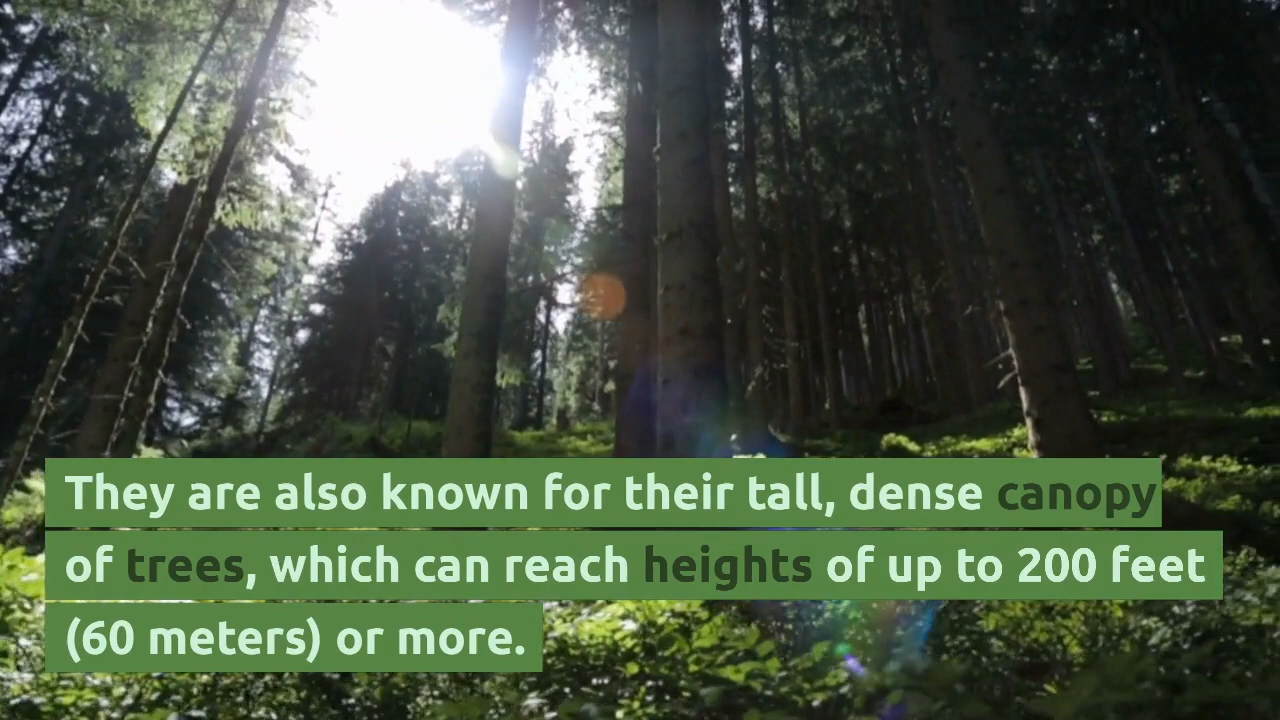 They are also known for their tall, dense canopy
of trees, which can reach heights of up to 200 feet
(60 meters) or more.